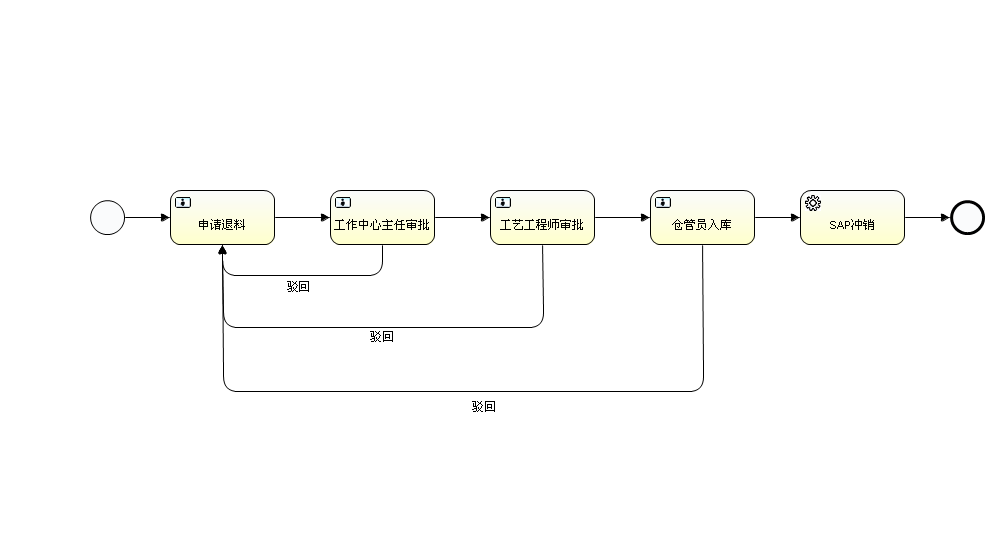 申请退料
工作中心主任审批
工艺工程师审批
仓管员入库
SAP冲销
驳回
驳回
驳回